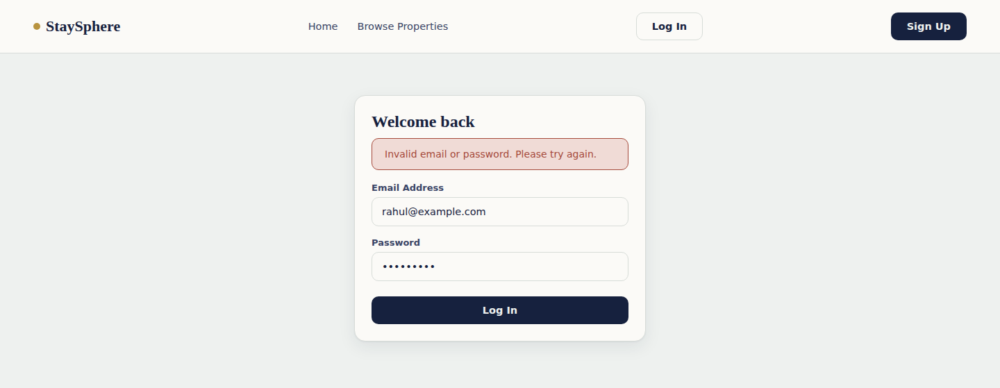 StaySphere
Home
Browse Properties
Log In
Sign Up
Welcome back
Invalid email or password. Please try again.
Email Address
rahul@example.com
Password
•••••••••
Log In